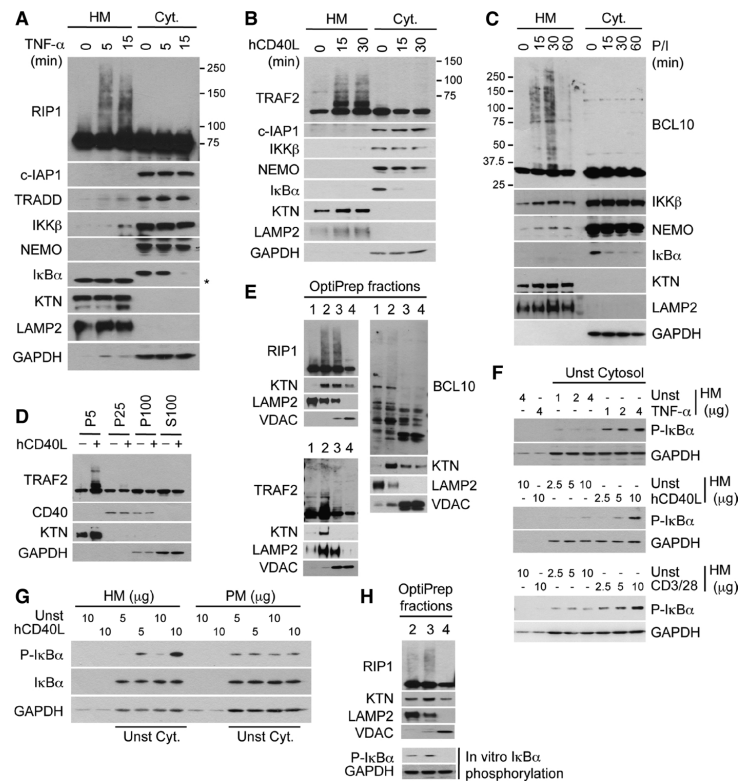 A
HM Cyt.
TNF-α 0 5 15 0 5 15
(min)
250
150
RIP1
100
75
c-IAP1
TRADD
IKKβ
NEMO
IκBα *
KTN
LAMP2
GAPDH
B
HM Cyt.
hCD40L 0 15 30 0 15 30
(min)
150
100
75
TRAF2
c-IAP1
IKKβ
NEMO
IκBα
KTN
LAMP2
GAPDH
C
HM Cyt.
0 15 30 60 0 15 30 60 P/I
(min)
250
150
100
75
50
37.5
25
BCL10
IKKβ
NEMO
IκBα
KTN
LAMP2
GAPDH
D
P5 P25 P100 S100
hCD40L – + – + – + – +
TRAF2
CD40
KTN
GAPDH
E
OptiPrep fractions
1 2 3 4 1 2 3 4
RIP1
KTN
LAMP2
VDAC
1 2 3 4
TRAF2
KTN
LAMP2
VDAC
BCL10
KTN
LAMP2
VDAC
F
Unst Cytosol
4 - 1 2 4 - - - Unst HM
- 4 - - - 1 2 4 TNF-α (μg)
P-IκBα
GAPDH
10 - 2.5 5 10 - - - Unst HM
- 10 - - - 2.5 5 10 hCD40L (μg)
P-IκBα
GAPDH
10 - 2.5 5 10 - - - Unst HM
- 10 - - - 2.5 5 10 CD3/28 (μg)
P-IκBα
GAPDH
G
HM (μg) PM (μg)
Unst 10 5 10 10 5 10
hCD40L 10 5 10 10 5 10
P-IκBα
IκBα
GAPDH
Unst Cyt. Unst Cyt.
H
OptiPrep
fractions
2 3 4
RIP1
KTN
LAMP2
VDAC
P-IκBα In vitro IκBα
GAPDH phosphorylation